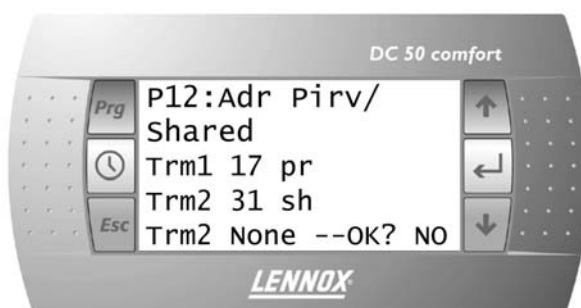 DC 50 comfort
Prg
Esc
P12:Adr Pirv/
Shared
Trm1 17 pr
Trm2 31 sh
Trm2 None --OK? NO
LENNOX